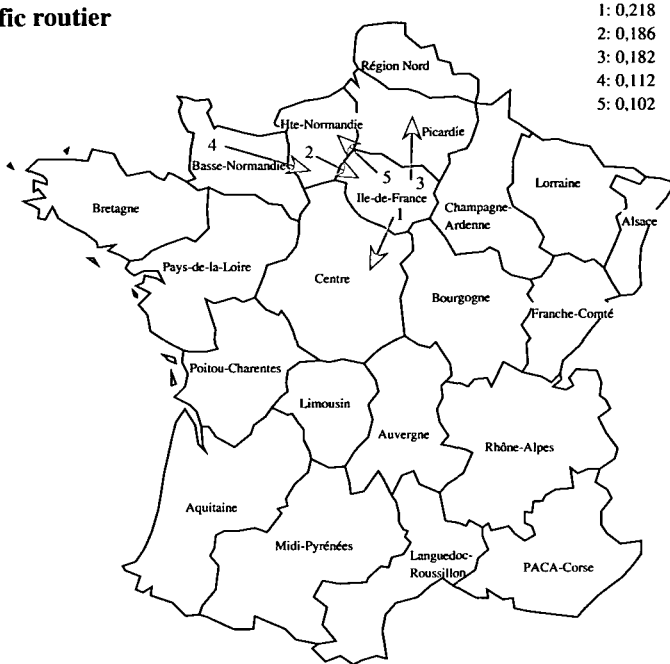 fic routier
1: 0,218
2: 0,186
3: 0,182
4: 0,112
5: 0,102
Région Nord
Hte-Normandie
Picardie
4
Basse-Normandie
2
5
3
Ile-de-France
1
Lorraine
Champagne-
Ardenne
Alsace
Bretagne
Pays-de-la-Loire
Centre
Bourgogne
Franche-Comté
Poitou-Charentes
Limousin
Auvergne
Rhône-Alpes
Aquitaine
Midi-Pyrénées
Languedoc-
Roussillon
PACA-Corse